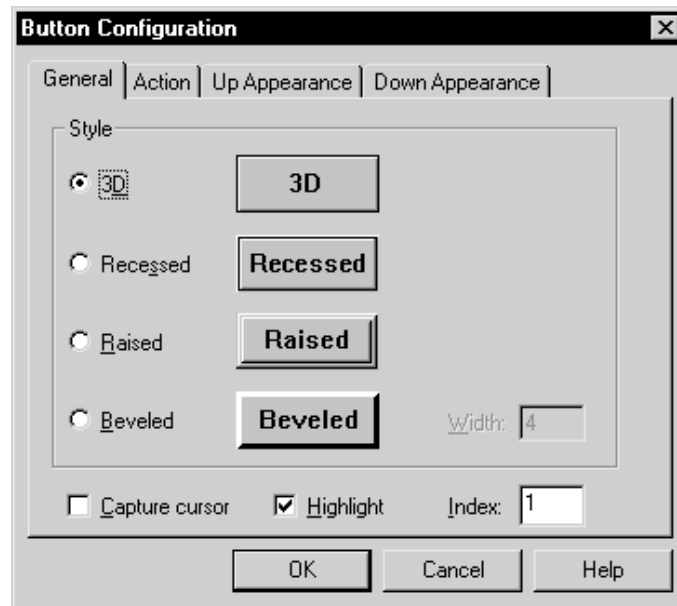 Button Configuration
General Action Up Appearance Down Appearance
Style
3D 3D
Recessed Recessed
Raised Raised
Beveled Beveled Width: 4
Capture cursor Highlight Index: 1
OK Cancel Help